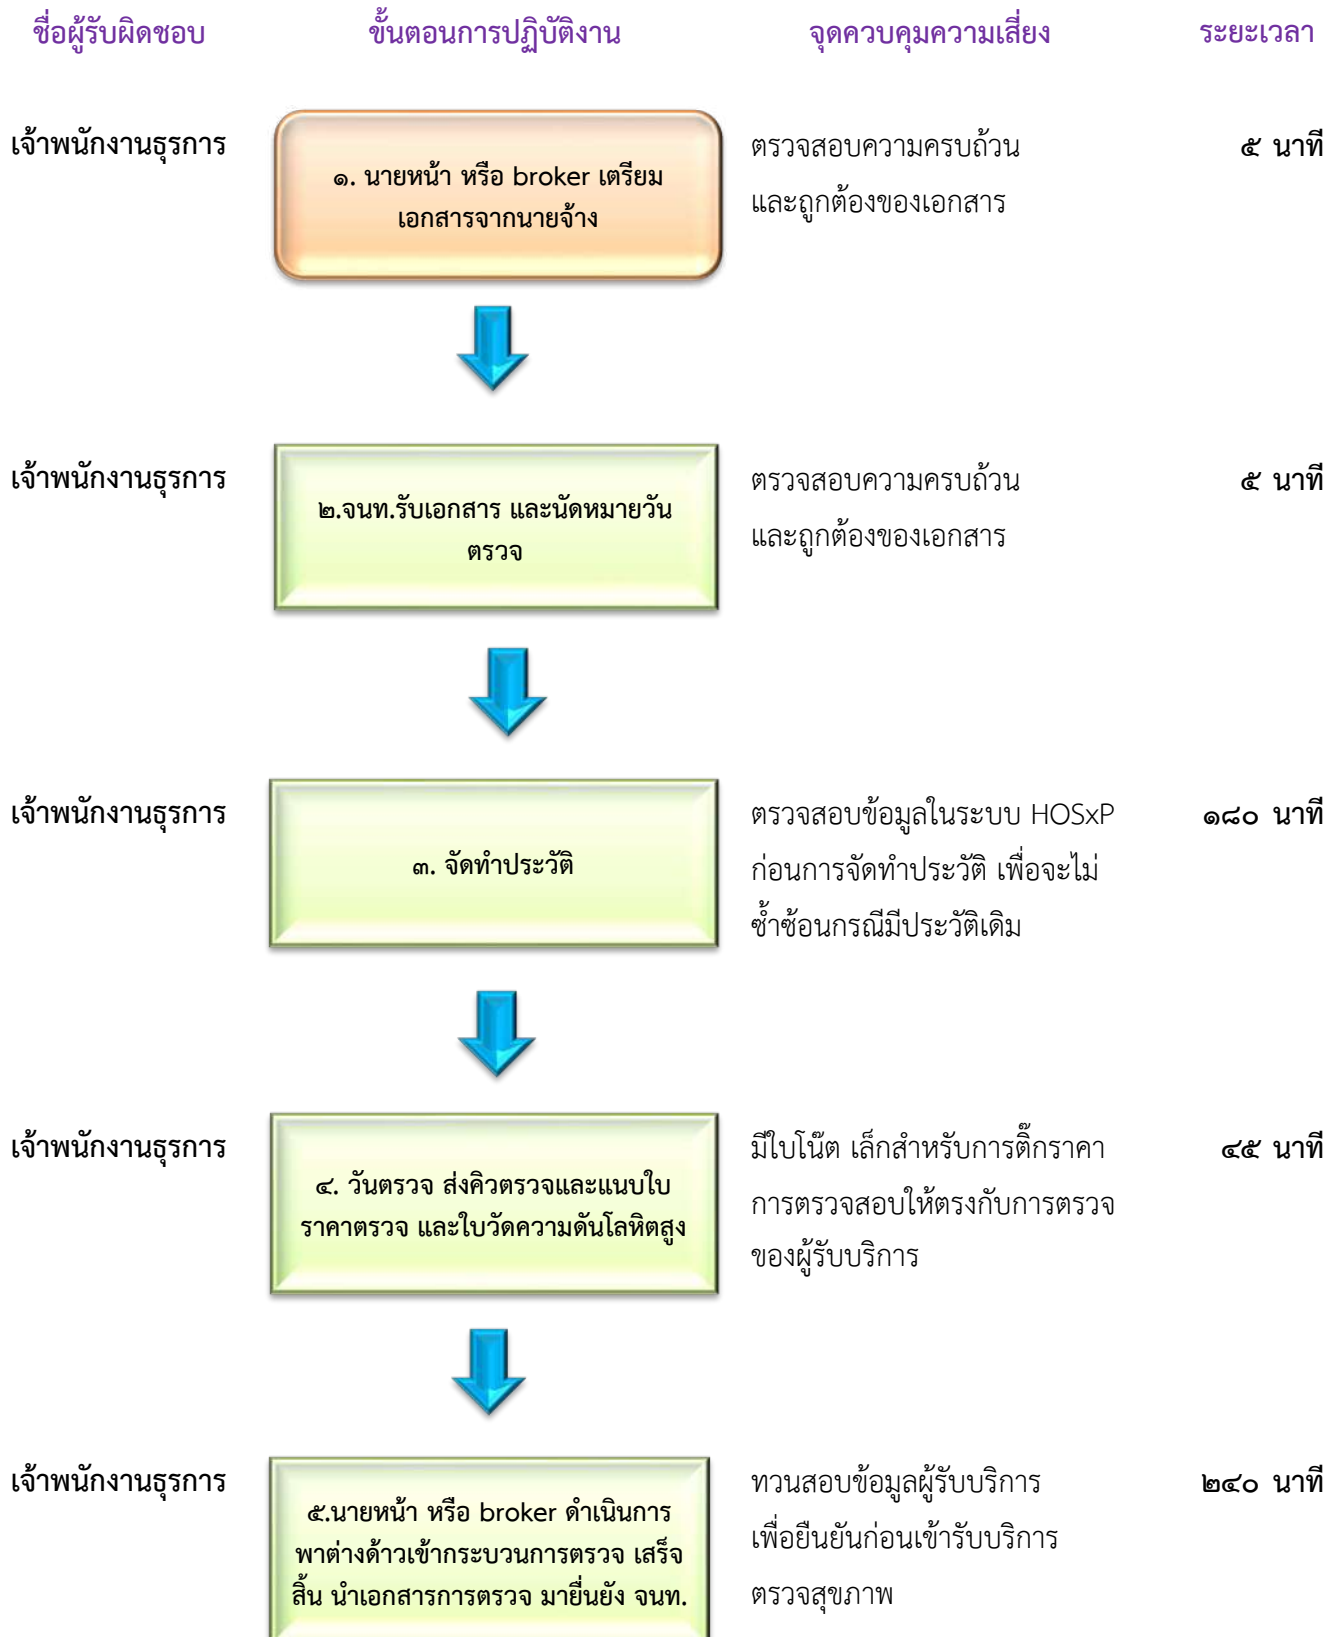 ชื่อผู้รับผิดชอบ ขั้นตอนการปฏิบัติงาน จุดควบคุมความเสี่ยง ระยะเวลา
เจ้าพนักงานธุรการ
๑. นายหน้า หรือ broker เตรียม
เอกสารจากนายจ้าง
ตรวจสอบความครบถ้วน
และถูกต้องของเอกสาร
๕ นาที
เจ้าพนักงานธุรการ
๒.จนท.รับเอกสาร และนัดหมายวัน
ตรวจ
ตรวจสอบความครบถ้วน
และถูกต้องของเอกสาร
๕ นาที
เจ้าพนักงานธุรการ
๓. จัดทำประวัติ
ตรวจสอบข้อมูลในระบบ HOSxP
ก่อนการจัดทำประวัติ เพื่อจะไม่
ซ้ำซ้อนกรณีมีประวัติเดิม
๑๘๐ นาที
เจ้าพนักงานธุรการ
๔. วันตรวจ ส่งคิวตรวจและแนบใบ
ราคาตรวจ และใบวัดความดันโลหิตสูง
มีใบโน๊ต เล็กสำหรับการติ๊กราคา
การตรวจสอบให้ตรงกับการตรวจ
ของผู้รับบริการ
๔๕ นาที
เจ้าพนักงานธุรการ
๕.นายหน้า หรือ broker ดำเนินการ
พาต่างด้าวเข้ากระบวนการตรวจ เสร็จ
สิ้น นำเอกสารการตรวจ มายื่นยัง จนท.
ทวนสอบข้อมูลผู้รับบริการ
เพื่อยืนยันก่อนเข้ารับบริการ
ตรวจสุขภาพ
๒๔๐ นาที